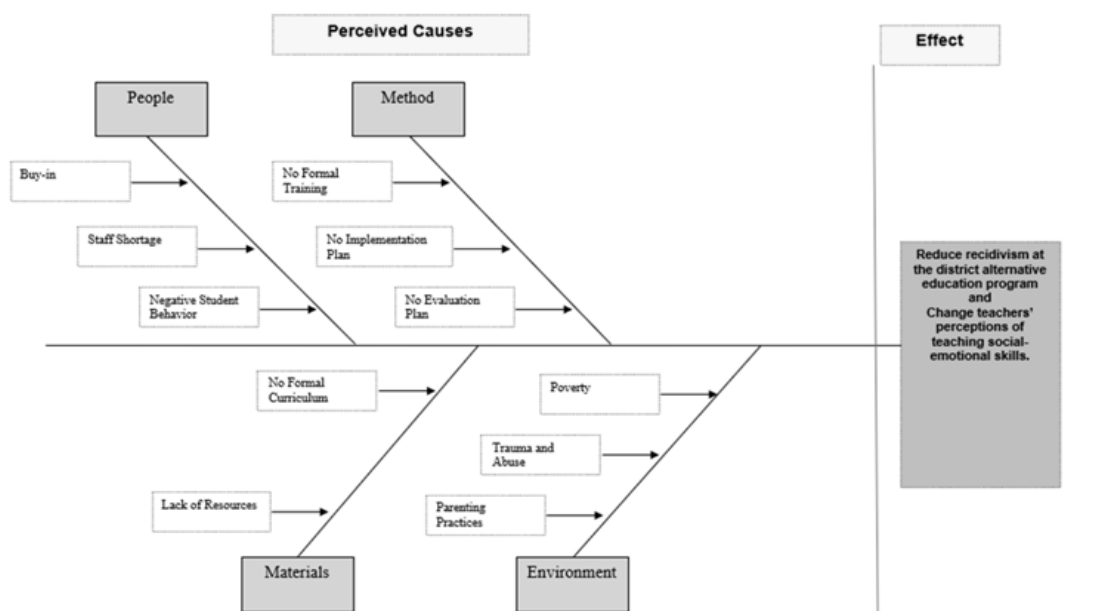 Perceived Causes
Effect
People
Method
Buy-in
No Formal
Training
Staff Shortage
No Implementation
Plan
Negative Student
Behavior
No Evaluation
Plan
Reduce recidivism at
the district alternative
education program
and
Change teachers'
perceptions of
teaching social-
emotional skills.
No Formal
Curriculum
Poverty
Trauma and
Abuse
Lack of Resources
Parenting
Practices
Materials
Environment